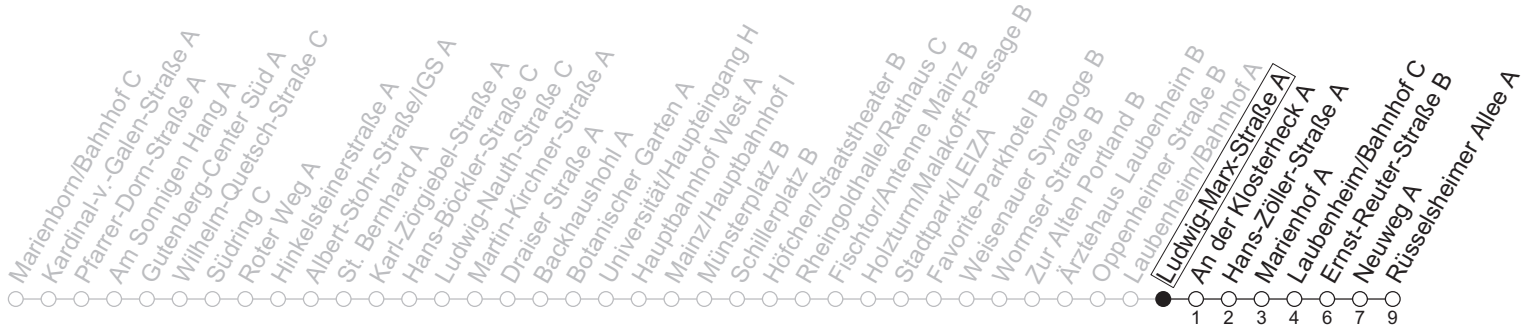 Marienborn/Bahnhof C
Kardinal-v.-Galen-Straße A
Pfarrer-Dorn-Straße A
Am Sonnigen Hang A
Gutenberg-Center Süd A
Wilhelm-Quetsch-Straße C
Südring C
Roter Weg A
Hinkelsteinerstraße A
Albert-Stohr-Straße/IGS A
St. Bernhard A
Karl-Zörgiebel-Straße A
Hans-Böckler-Straße C
Ludwig-Nauth-Straße C
Martin-Kirchner-Straße A
Draiser Straße A
Backhaushohl A
Botanischer Garten A
Universität/Haupteingang H
Hauptbahnhof West A
Mainz/Hauptbahnhof I
Münsterplatz B
Schillerplatz B
Höfchen/Staatstheater B
Rheingoldhalle/Rathaus C
Fischtor/Antenne Mainz B
Holzturm/Malakoff-Passage B
Stadtpark/LEIZA
Favorite-Parkhotel B
Weisenauer Synagoge B
Wormser Straße B
Zur Alten Portland B
Ärztehaus Laubenheim B
Oppenheimer Straße B
Laubenheim/Bahnhof A
Ludwig-Marx-Straße A
An der Klosterheck A
Hans-Zöller-Straße A
Marienhof A
Laubenheim/Bahnhof C
Ernst-Reuter-Straße B
Neuweg A
Rüsselsheimer Allee A
1 2 3 4 6 7 9